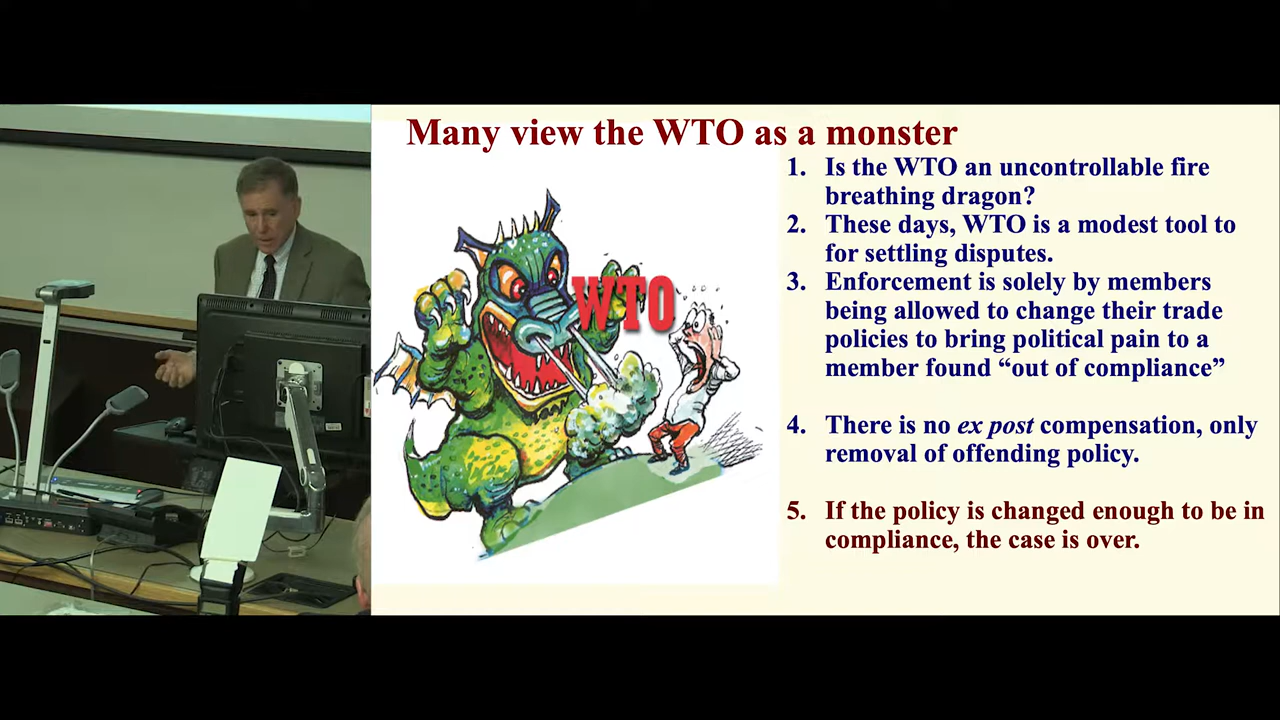 Many view the WTO as a monster
WTO
1. Is the WTO an uncontrollable fire
breathing dragon?
2. These days, WTO is a modest tool to
for settling disputes.
3. Enforcement is solely by members
being allowed to change their trade
policies to bring political pain to a
member found “out of compliance”
4. There is no ex post compensation, only
removal of offending policy.
5. If the policy is changed enough to be in
compliance, the case is over.